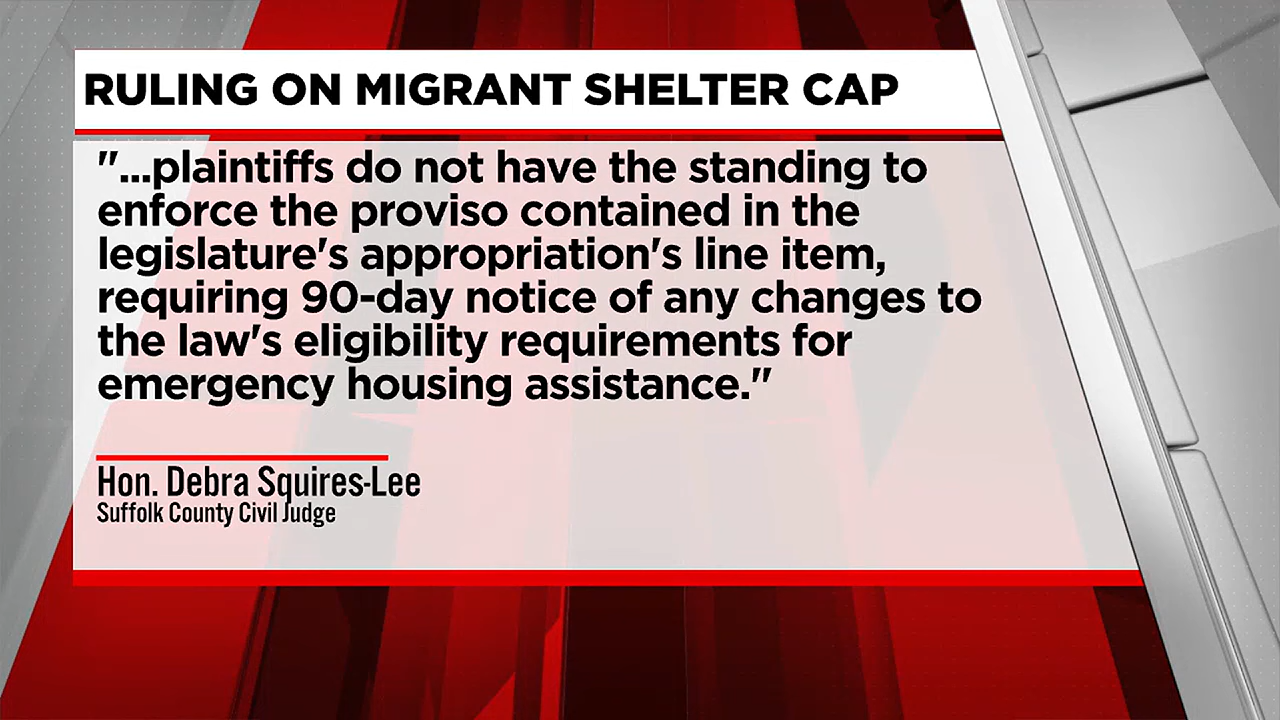 RULING ON MIGRANT SHELTER CAP
"...plaintiffs do not have the standing to
enforce the proviso contained in the
legislature's appropriation's line item,
requiring 90-day notice of any changes to
the law's eligibility requirements for
emergency housing assistance."
Hon. Debra Squires-Lee
Suffolk County Civil Judge